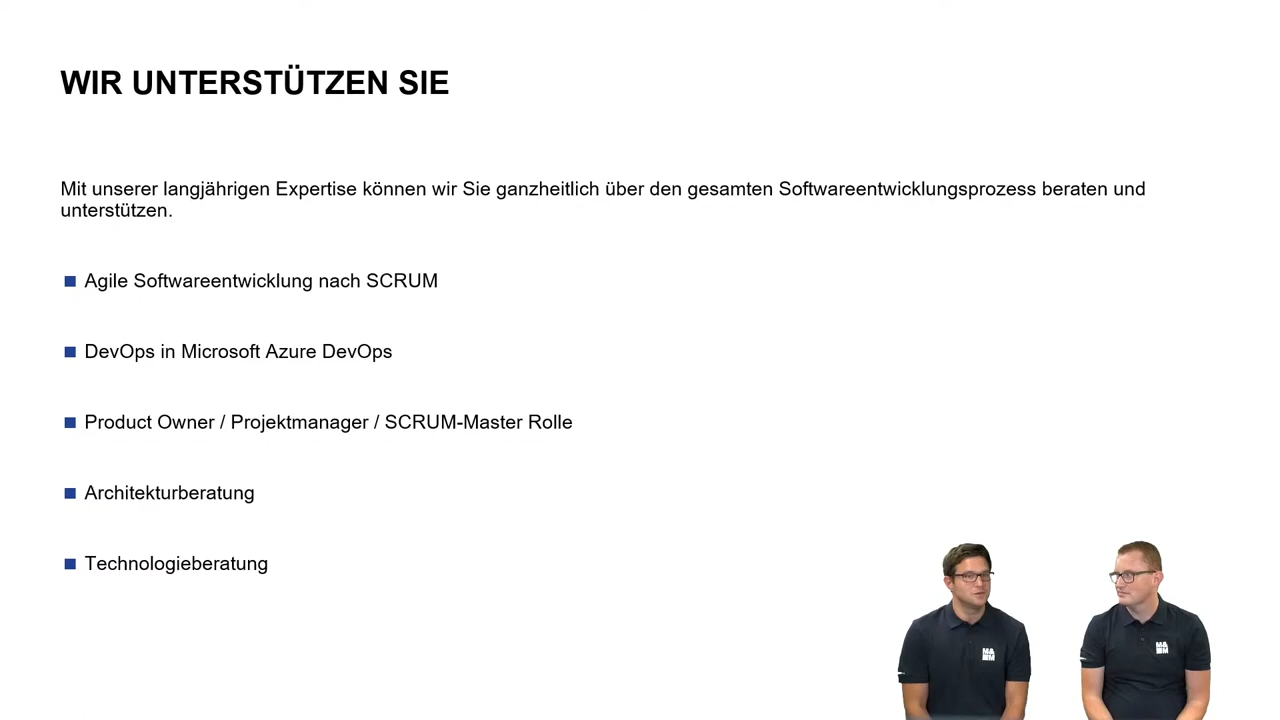 WIR UNTERSTÜTZEN SIE
Mit unserer langjährigen Expertise können wir Sie ganzheitlich über den gesamten Softwareentwicklungsprozess beraten und
unterstützen.
Agile Softwareentwicklung nach SCRUM
DevOps in Microsoft Azure DevOps
Product Owner / Projektmanager / SCRUM-Master Rolle
Architekturberatung
Technologieberatung